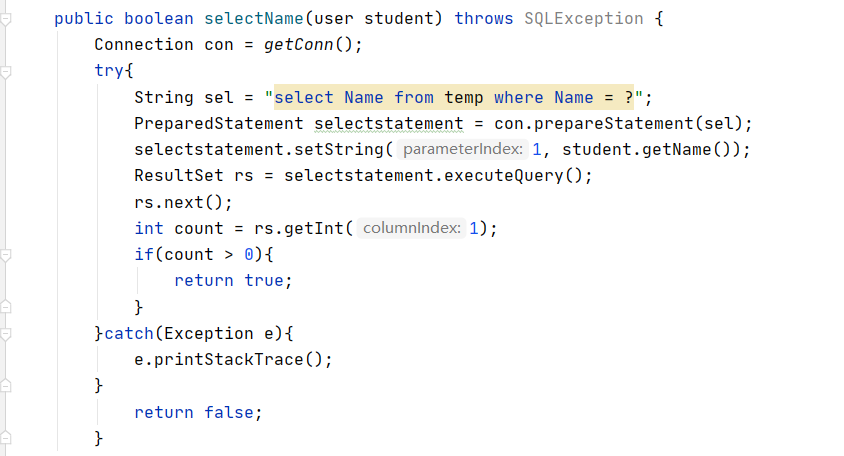 public boolean selectName(user student) throws SQLException {
Connection con = getConn();
try{
String sel = "select Name from temp where Name = ?";
PreparedStatement selectstatement = con.prepareStatement(sel);
selectstatement.setString( parameterIndex: 1, student.getName());
ResultSet rs = selectstatement.executeQuery();
rs.next();
int count = rs.getInt( columnIndex: 1);
if(count > 0){
return true;
}
}catch(Exception e){
e.printStackTrace();
}
return false;
}